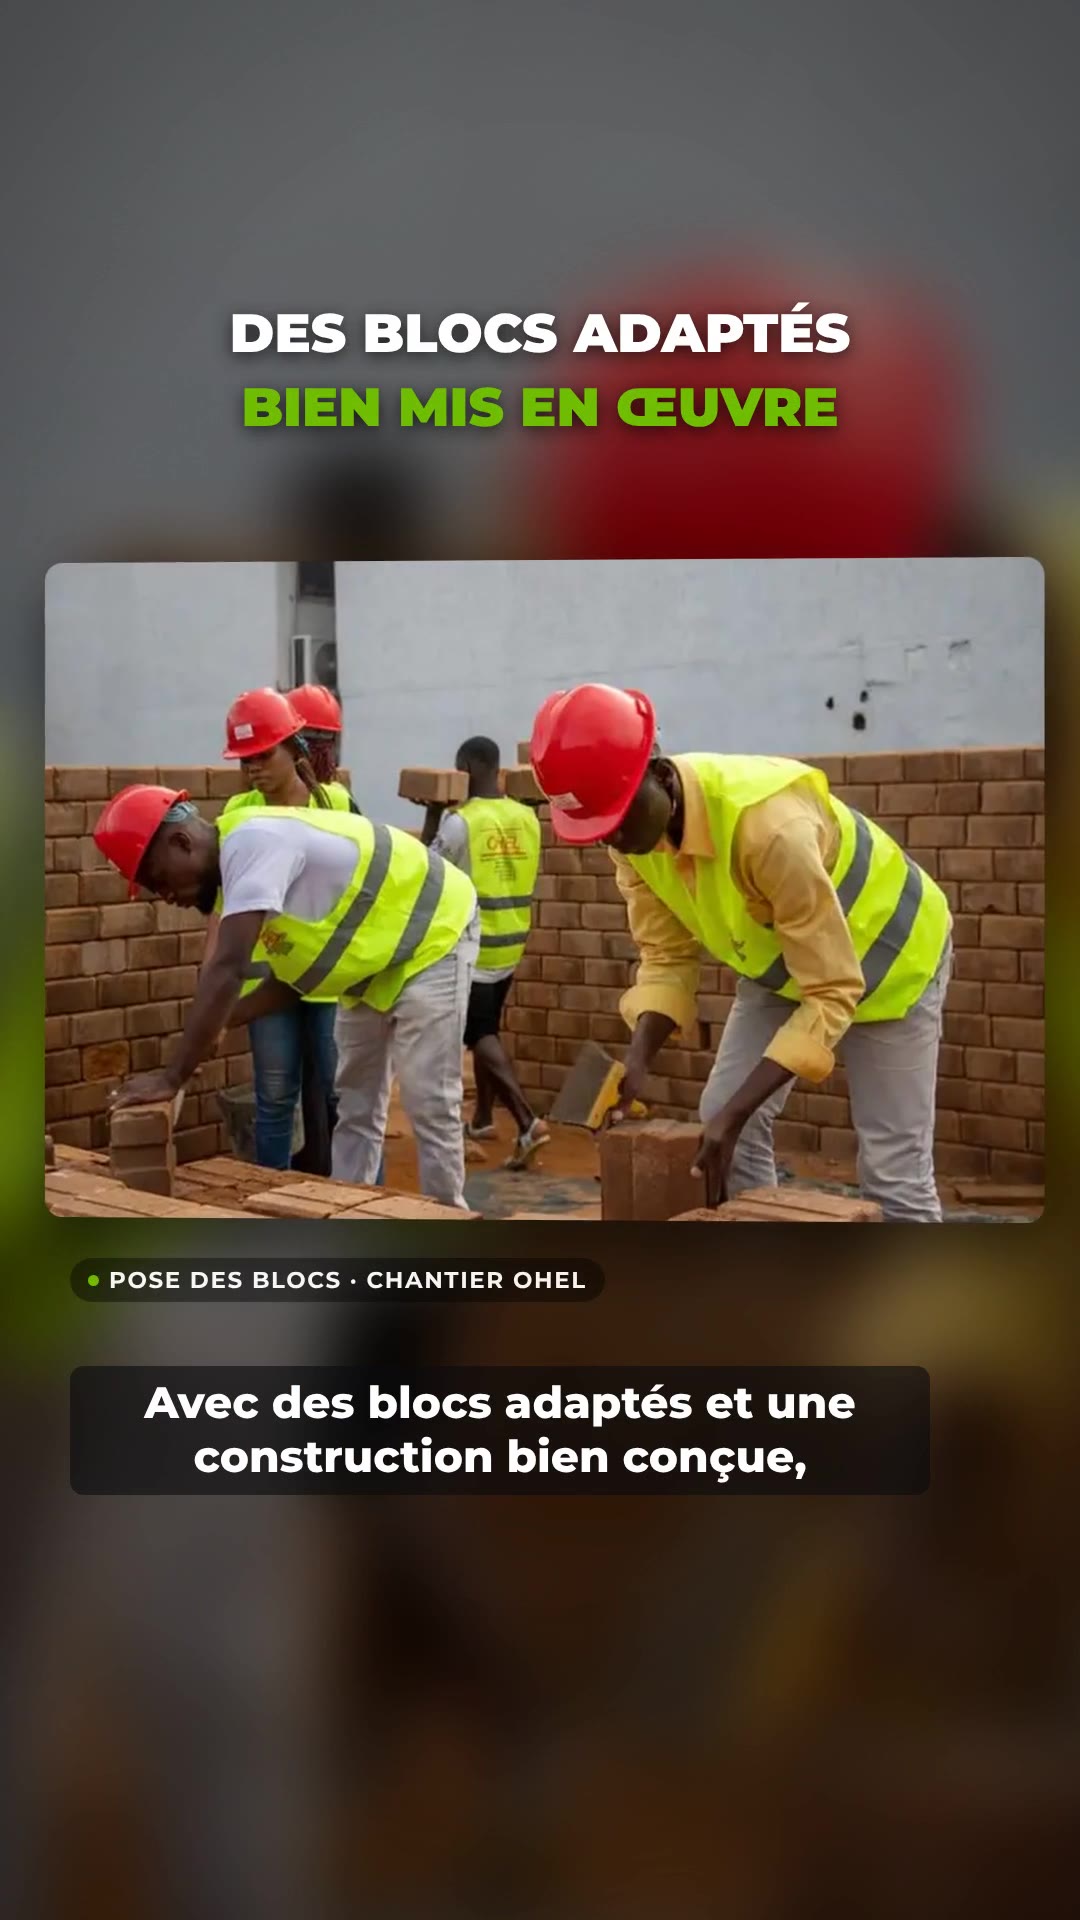 DES BLOCS ADAPTÉS
BIEN MIS EN ŒUVRE
POSE DES BLOCS · CHANTIER OHEL
Avec des blocs adaptés et une
construction bien conçue,